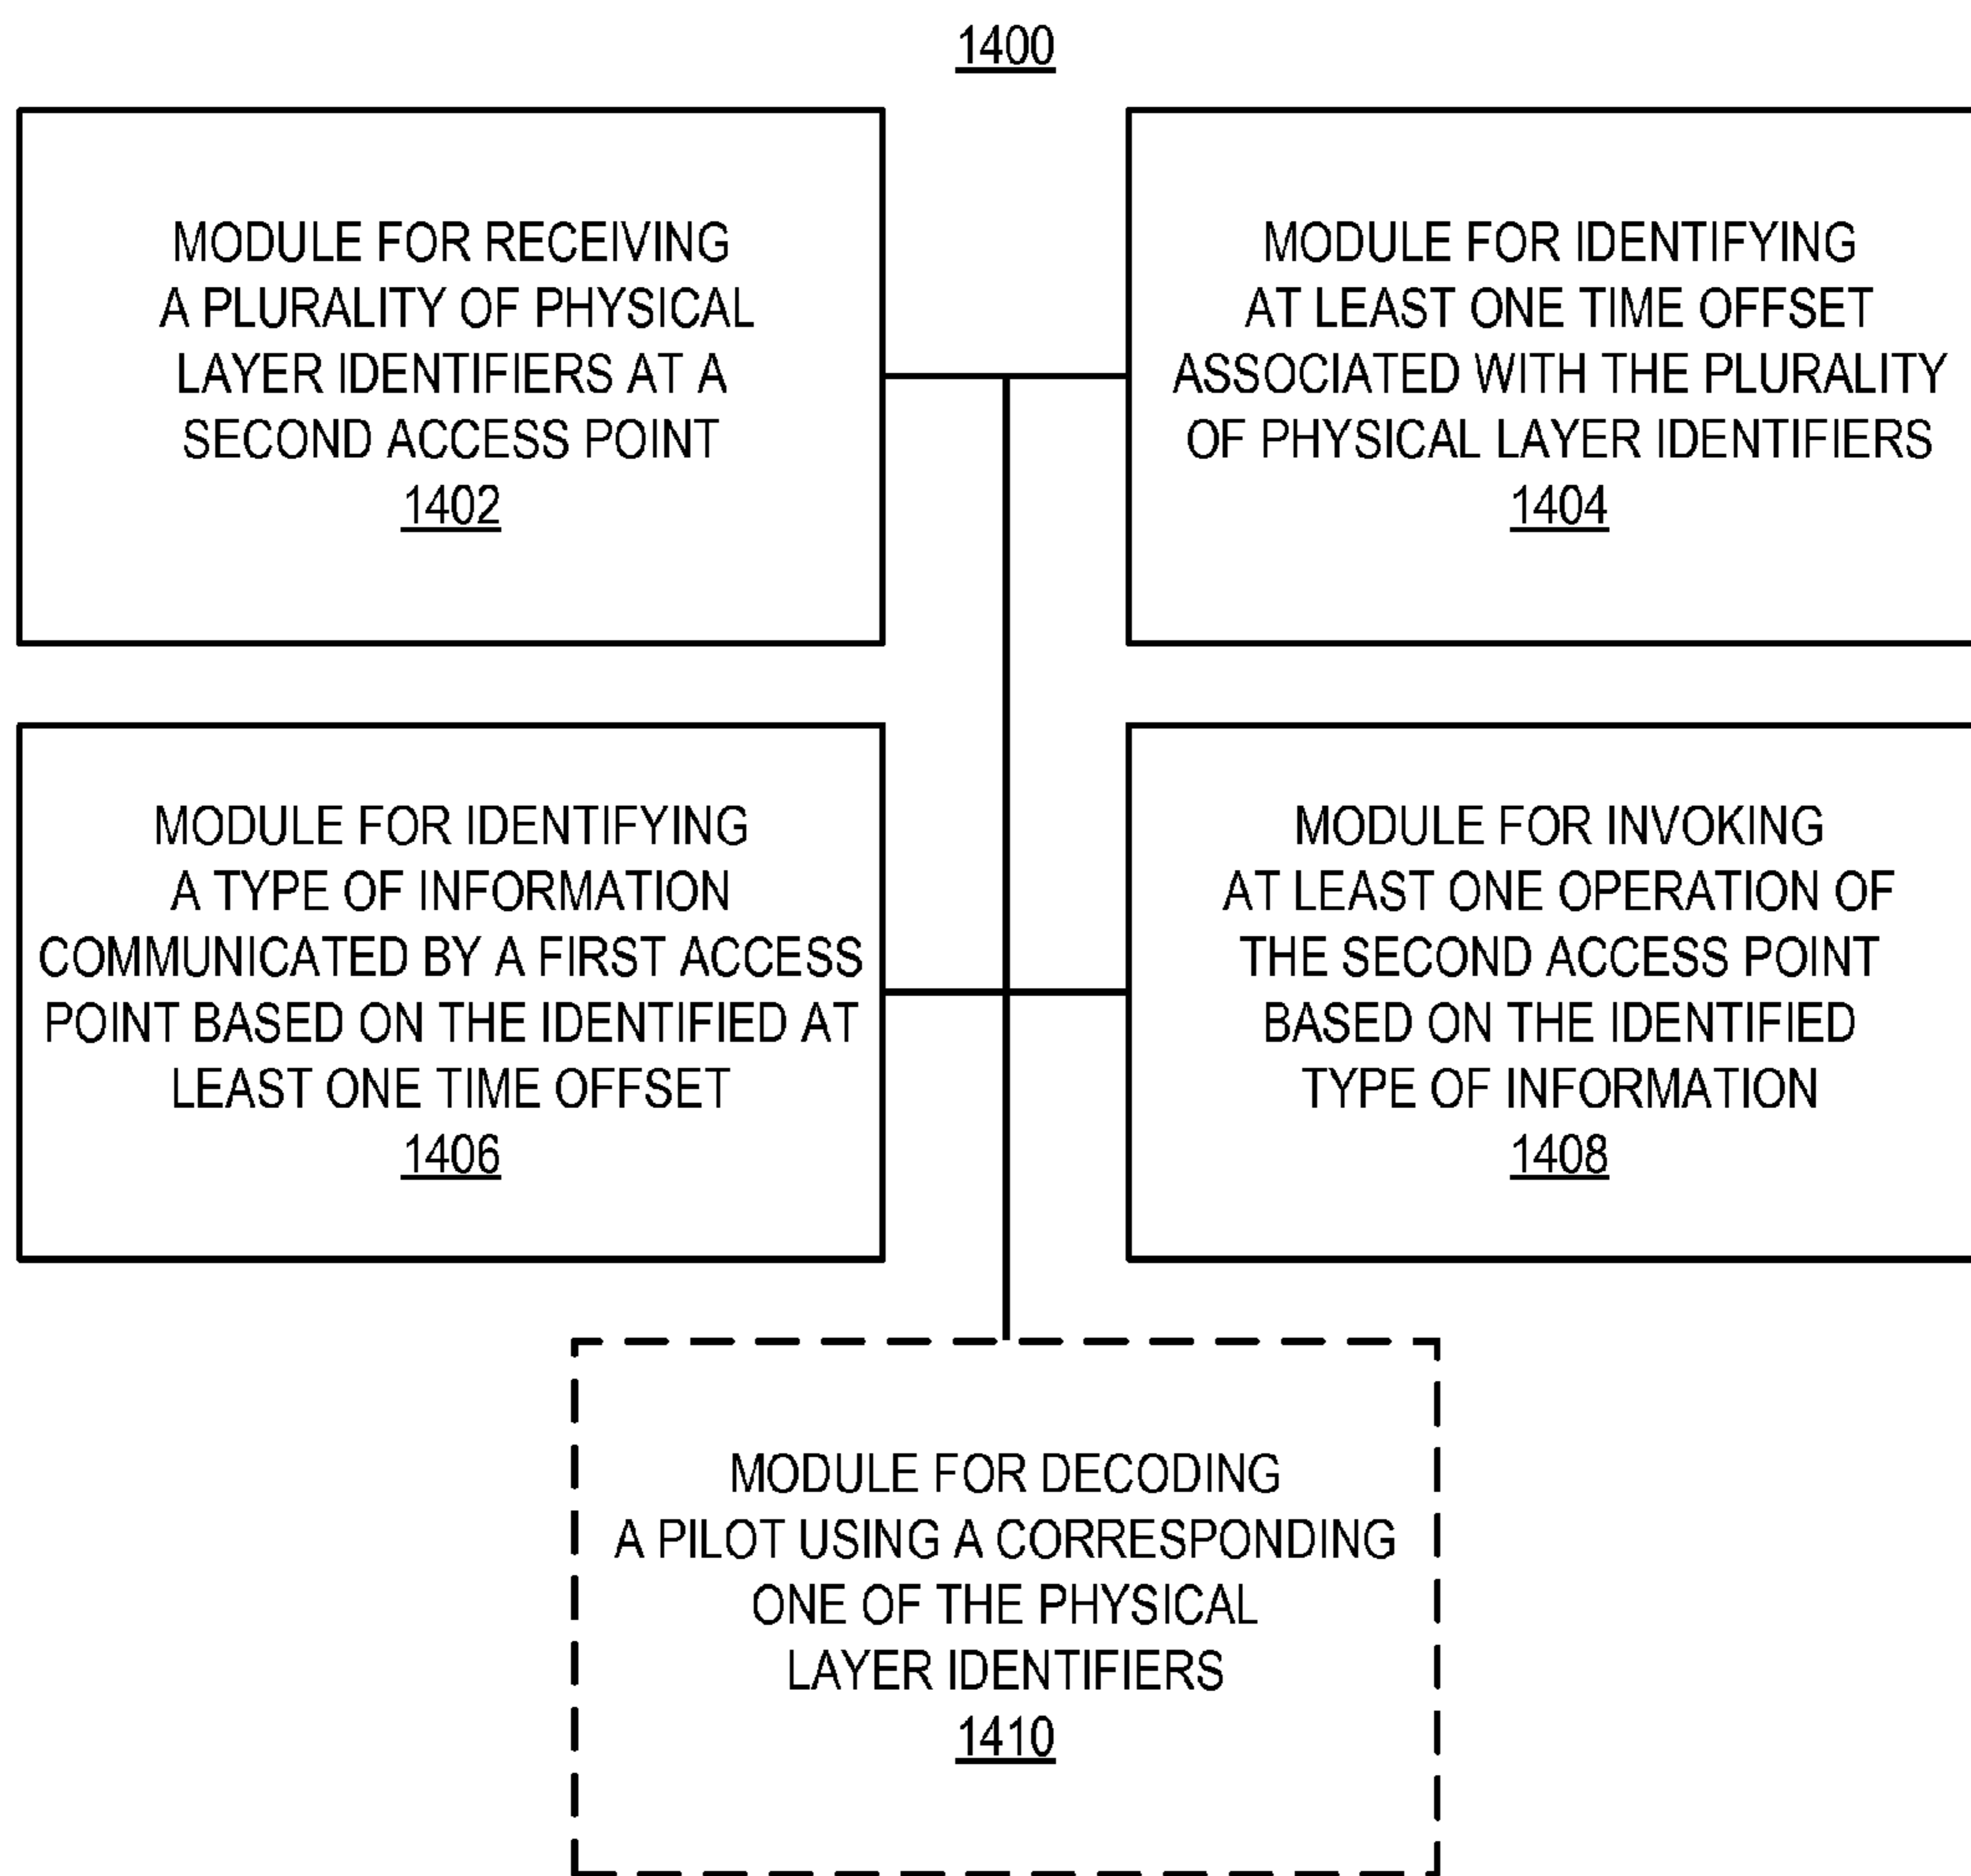 1400
MODULE FOR RECEIVING
A PLURALITY OF PHYSICAL
LAYER IDENTIFIERS AT A
SECOND ACCESS POINT
1402
MODULE FOR IDENTIFYING
AT LEAST ONE TIME OFFSET
ASSOCIATED WITH THE PLURALITY
OF PHYSICAL LAYER IDENTIFIERS
1404
MODULE FOR IDENTIFYING
A TYPE OF INFORMATION
COMMUNICATED BY A FIRST ACCESS
POINT BASED ON THE IDENTIFIED AT
LEAST ONE TIME OFFSET
1406
MODULE FOR INVOKING
AT LEAST ONE OPERATION OF
THE SECOND ACCESS POINT
BASED ON THE IDENTIFIED
TYPE OF INFORMATION
1408
MODULE FOR DECODING
A PILOT USING A CORRESPONDING
ONE OF THE PHYSICAL
LAYER IDENTIFIERS
1410